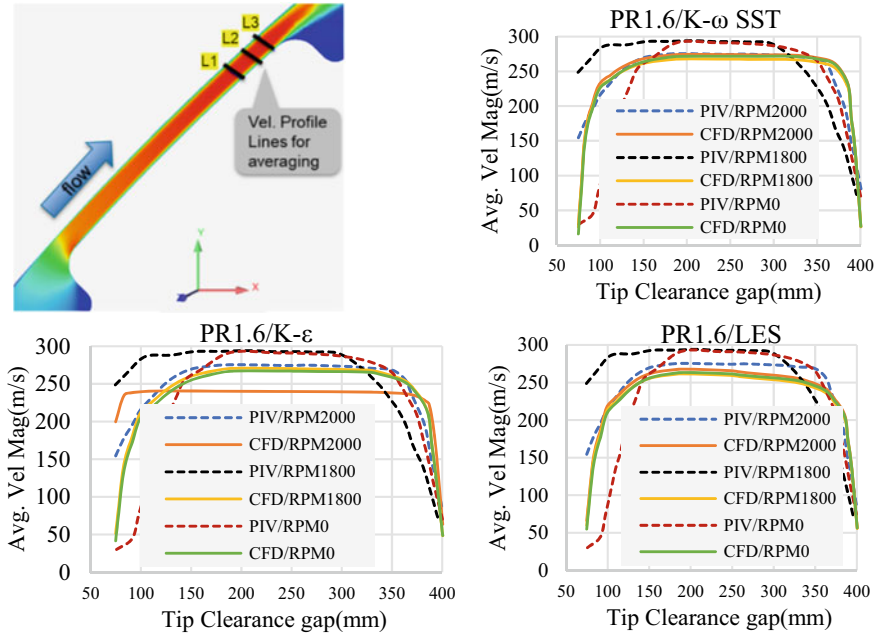 L3
L2
L1
Vel. Profile
Lines for
averaging
flow
Y
X
Z
PR1.6/K-ω SST
Avg. Vel Mag(m/s)
300
250
200
150
100
50
0
PIV/RPM2000
CFD/RPM2000
PIV/RPM1800
CFD/RPM1800
PIV/RPM0
CFD/RPM0
50 100 150 200 250 300 350 400
Tip Clearance gap(mm)
PR1.6/K-ε
Avg. Vel Mag(m/s)
300
250
200
150
100
50
0
PIV/RPM2000
CFD/RPM2000
PIV/RPM1800
CFD/RPM1800
PIV/RPM0
CFD/RPM0
50 100 150 200 250 300 350 400
Tip Clearance gap(mm)
PR1.6/LES
Avg. Vel Mag(m/s)
300
250
200
150
100
50
0
PIV/RPM2000
CFD/RPM2000
PIV/RPM1800
CFD/RPM1800
PIV/RPM0
CFD/RPM0
50 100 150 200 250 300 350 400
Tip Clearance gap(mm)